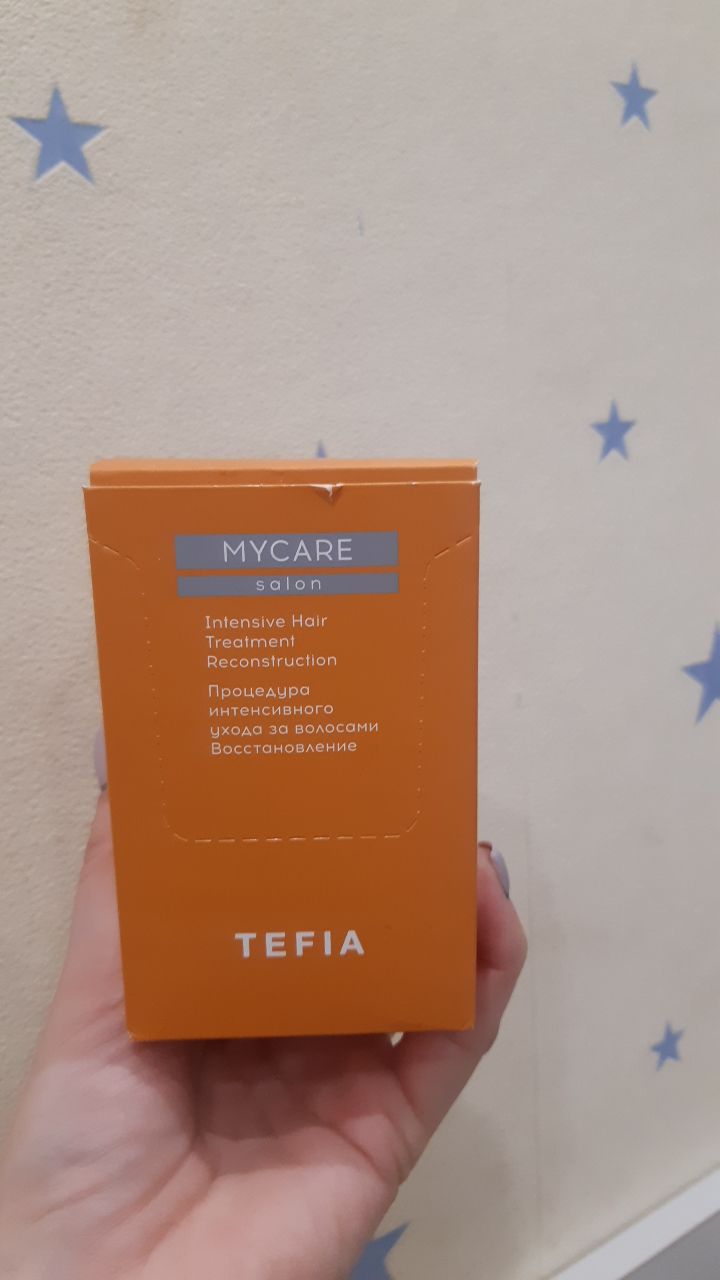 MYCARE
salon
Intensive Hair
Treatment
Reconstruction
Процедура
интенсивного
ухода за волосами
Восстановление
TEFIA